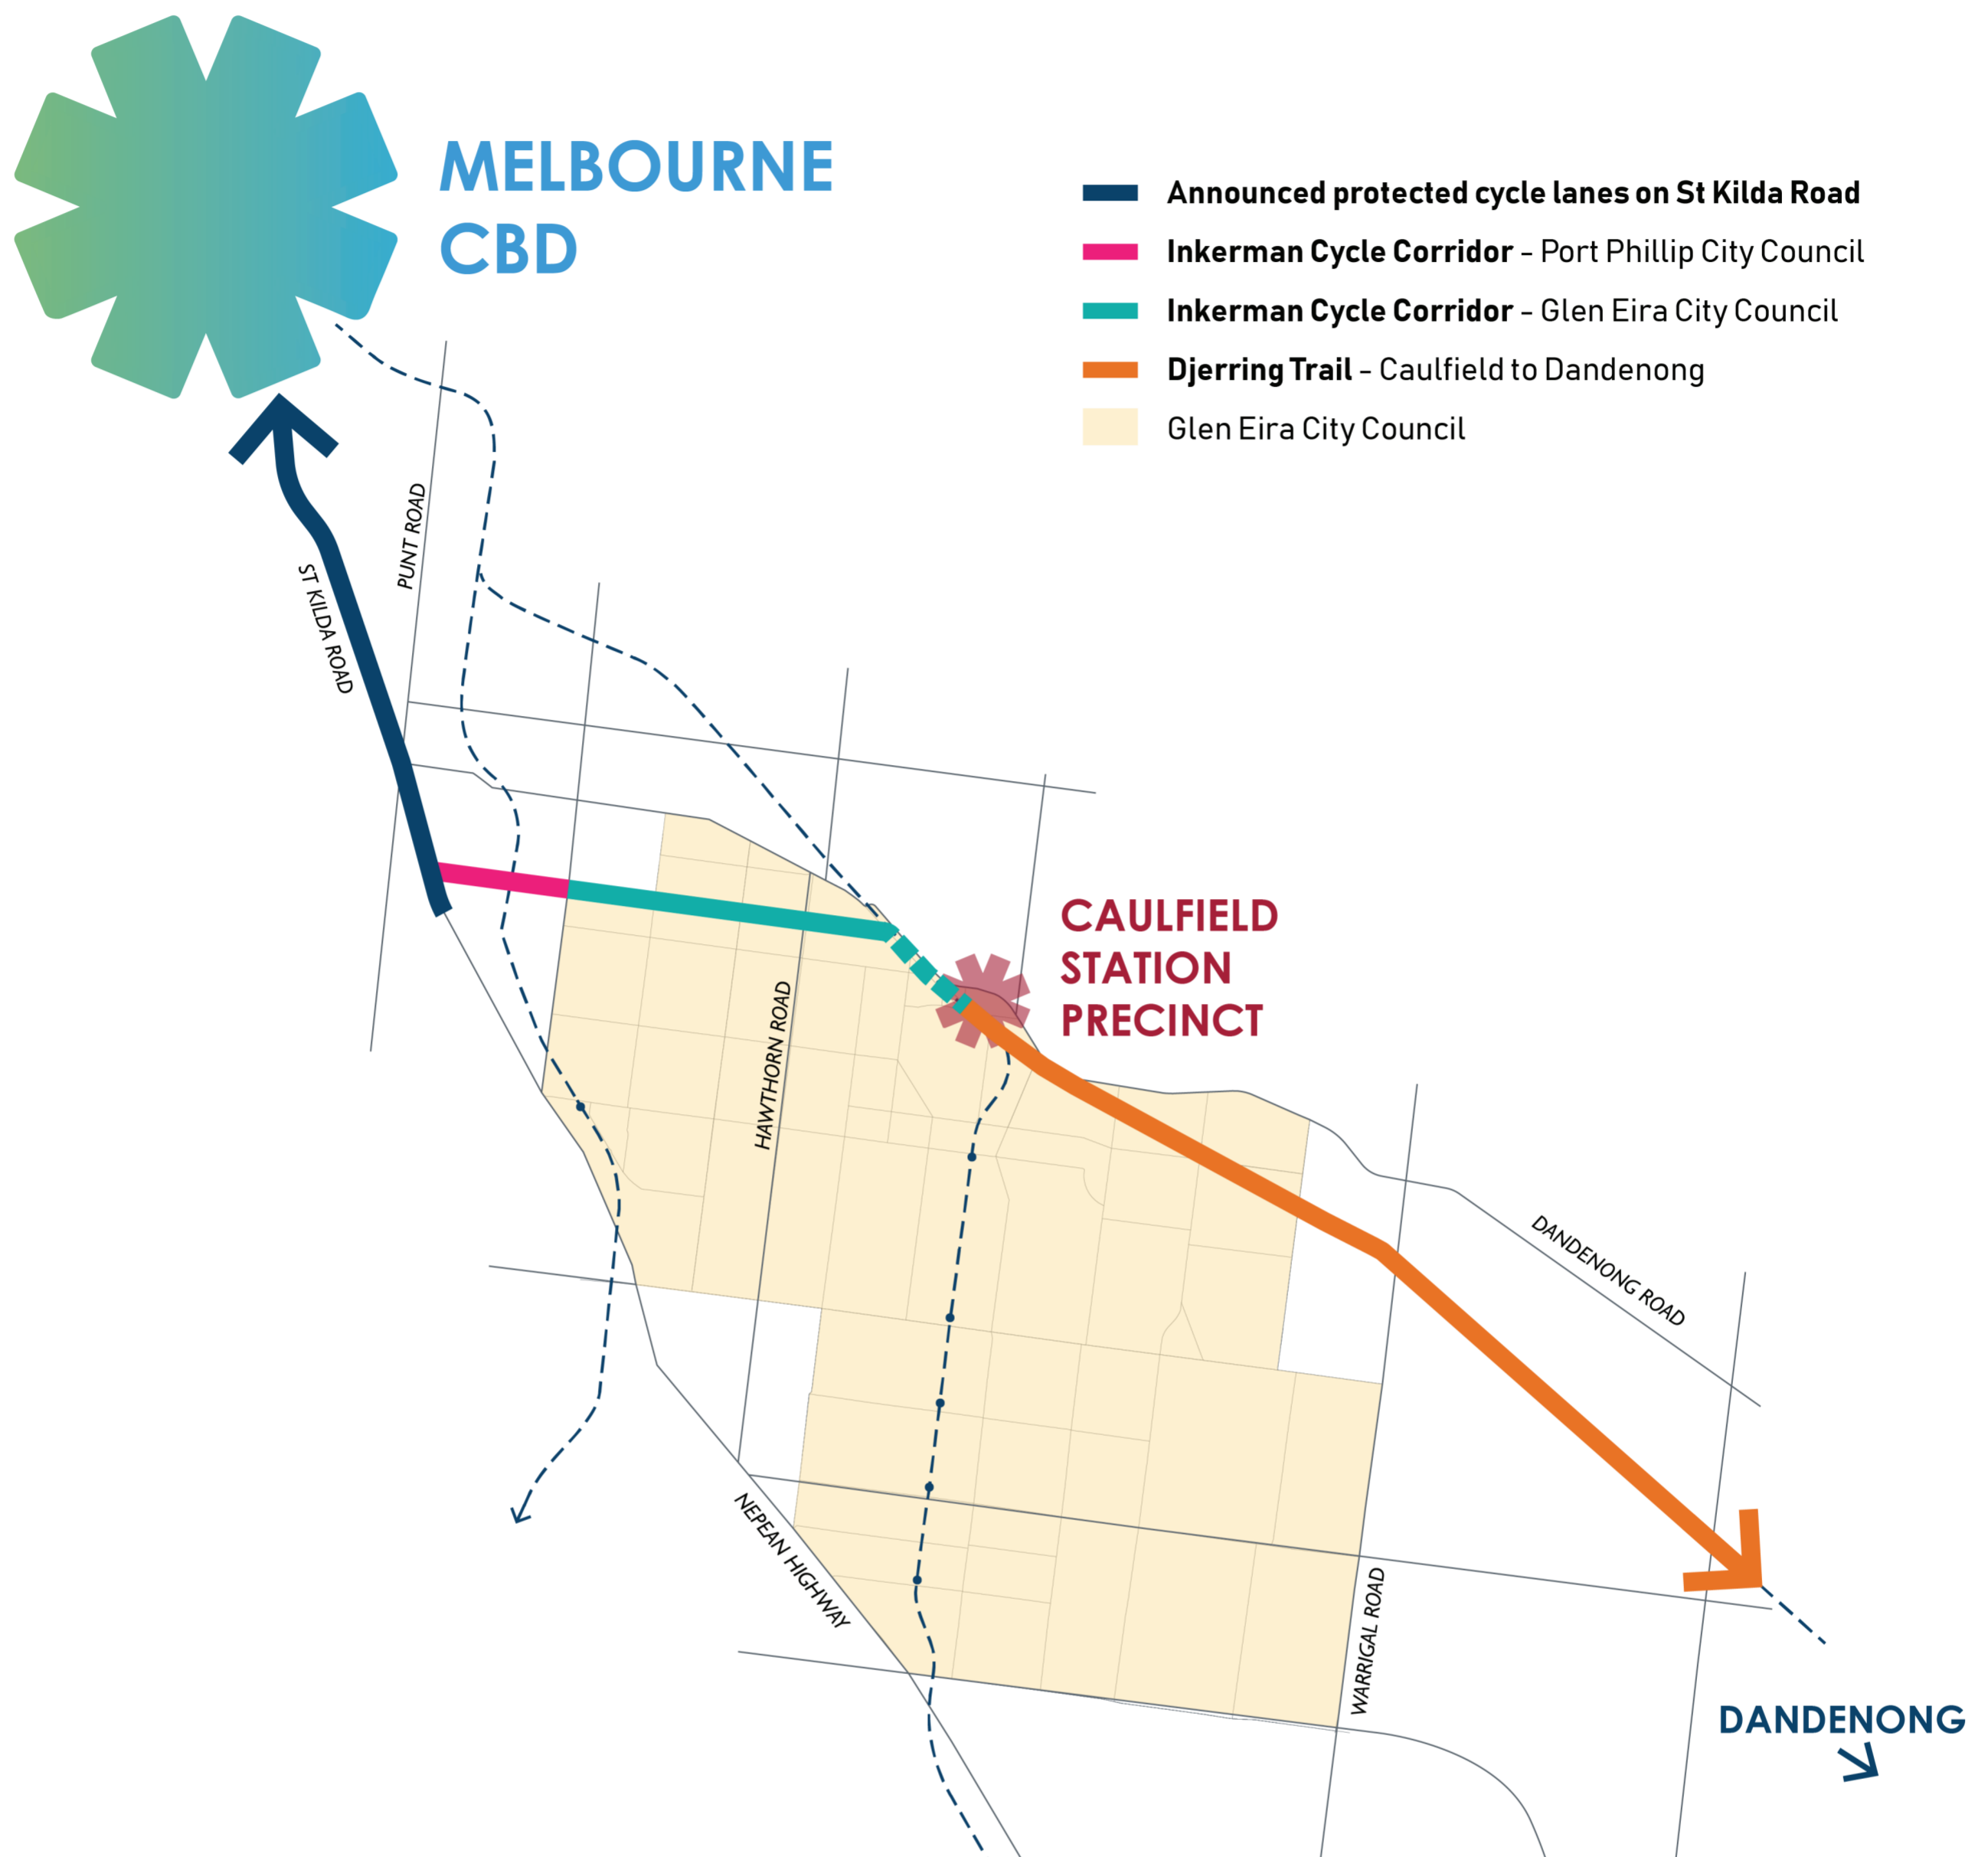 MELBOURNE
CBD
Announced protected cycle lanes on St Kilda Road
Inkerman Cycle Corridor – Port Phillip City Council
Inkerman Cycle Corridor – Glen Eira City Council
Djerring Trail – Caulfield to Dandenong
Glen Eira City Council
PUNT ROAD
ST KILDA ROAD
CAULFIELD
STATION
PRECINCT
HAWTHORN ROAD
DANDENONG ROAD
NEPEAN HIGHWAY
WARRIGAL ROAD
DANDENONG